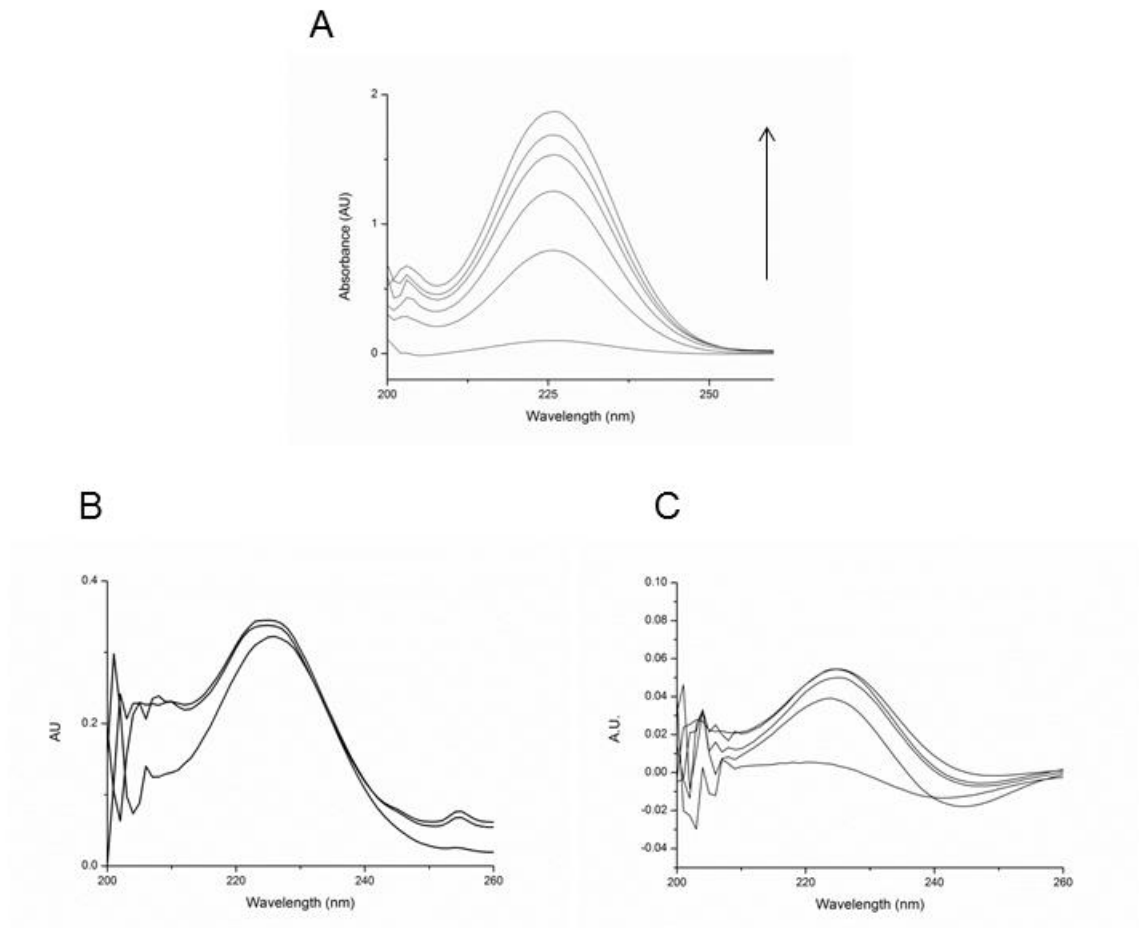 A
Absorbance (AU)
2
1
0
200 225 250
Wavelength (nm)
B
AU
0.4
0.2
0.0
200 220 240 260
Wavelength (nm)
C
A.U.
0.10
0.08
0.06
0.04
0.02
0.00
-0.02
-0.04
200 220 240 260
Wavelength (nm)